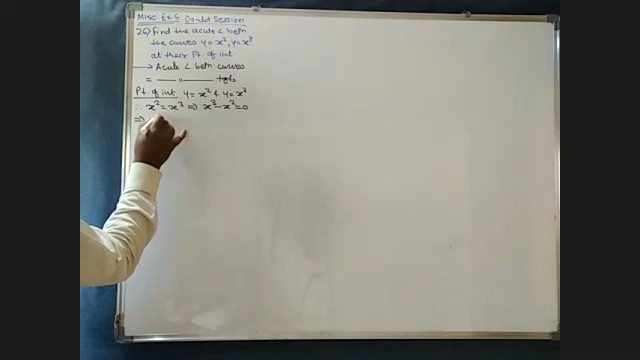 Misc Ex 4 Doubt Session
26) Find the acute ∠ betn
the curves y = x², y = x³
at their pt. of int
→ Acute ∠ betn curves
= —— " —— tgts
Pt. of int y = x² & y = x³
∴ x² = x³ ⇒ x³ - x² = 0
⇒